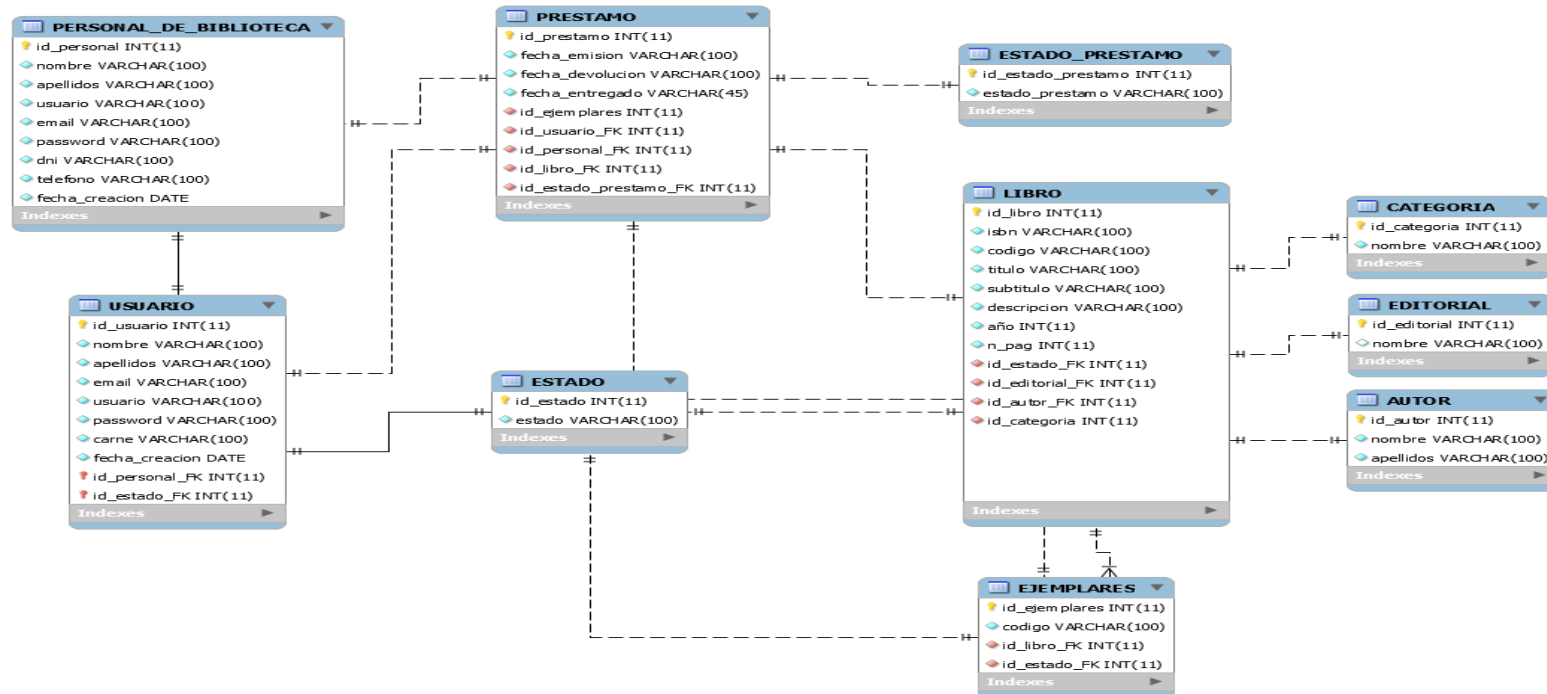 PERSONAL_DE_BIBLIOTECA
id_personal INT(11)
nombre VARCHAR(100)
apellidos VARCHAR(100)
usuario VARCHAR(100)
email VARCHAR(100)
password VARCHAR(100)
dni VARCHAR(100)
telefono VARCHAR(100)
fecha_creacion DATE
Indexes
PRESTAMO
id_prestamo INT(11)
fecha_emision VARCHAR(100)
fecha_devolucion VARCHAR(100)
fecha_entregado VARCHAR(45)
id_ejemplares INT(11)
id_usuario_FK INT(11)
id_personal_FK INT(11)
id_libro_FK INT(11)
id_estado_prestamo_FK INT(11)
Indexes
ESTADO_PRESTAMO
id_estado_prestamo INT(11)
estado_prestamo VARCHAR(100)
Indexes
LIBRO
id_libro INT(11)
isbn VARCHAR(100)
codigo VARCHAR(100)
titulo VARCHAR(100)
subtitulo VARCHAR(100)
descripcion VARCHAR(100)
año INT(11)
n_pag INT(11)
id_estado_FK INT(11)
id_editorial_FK INT(11)
id_autor_FK INT(11)
id_categoria INT(11)
Indexes
CATEGORIA
id_categoria INT(11)
nombre VARCHAR(100)
Indexes
EDITORIAL
id_editorial INT(11)
nombre VARCHAR(100)
Indexes
AUTOR
id_autor INT(11)
nombre VARCHAR(100)
apellidos VARCHAR(100)
Indexes
USUARIO
id_usuario INT(11)
nombre VARCHAR(100)
apellidos VARCHAR(100)
email VARCHAR(100)
usuario VARCHAR(100)
password VARCHAR(100)
carne VARCHAR(100)
fecha_creacion DATE
id_personal_FK INT(11)
id_estado_FK INT(11)
Indexes
ESTADO
id_estado INT(11)
estado VARCHAR(100)
Indexes
EJEMPLARES
id_ejemplares INT(11)
codigo VARCHAR(100)
id_libro_FK INT(11)
id_estado_FK INT(11)
Indexes